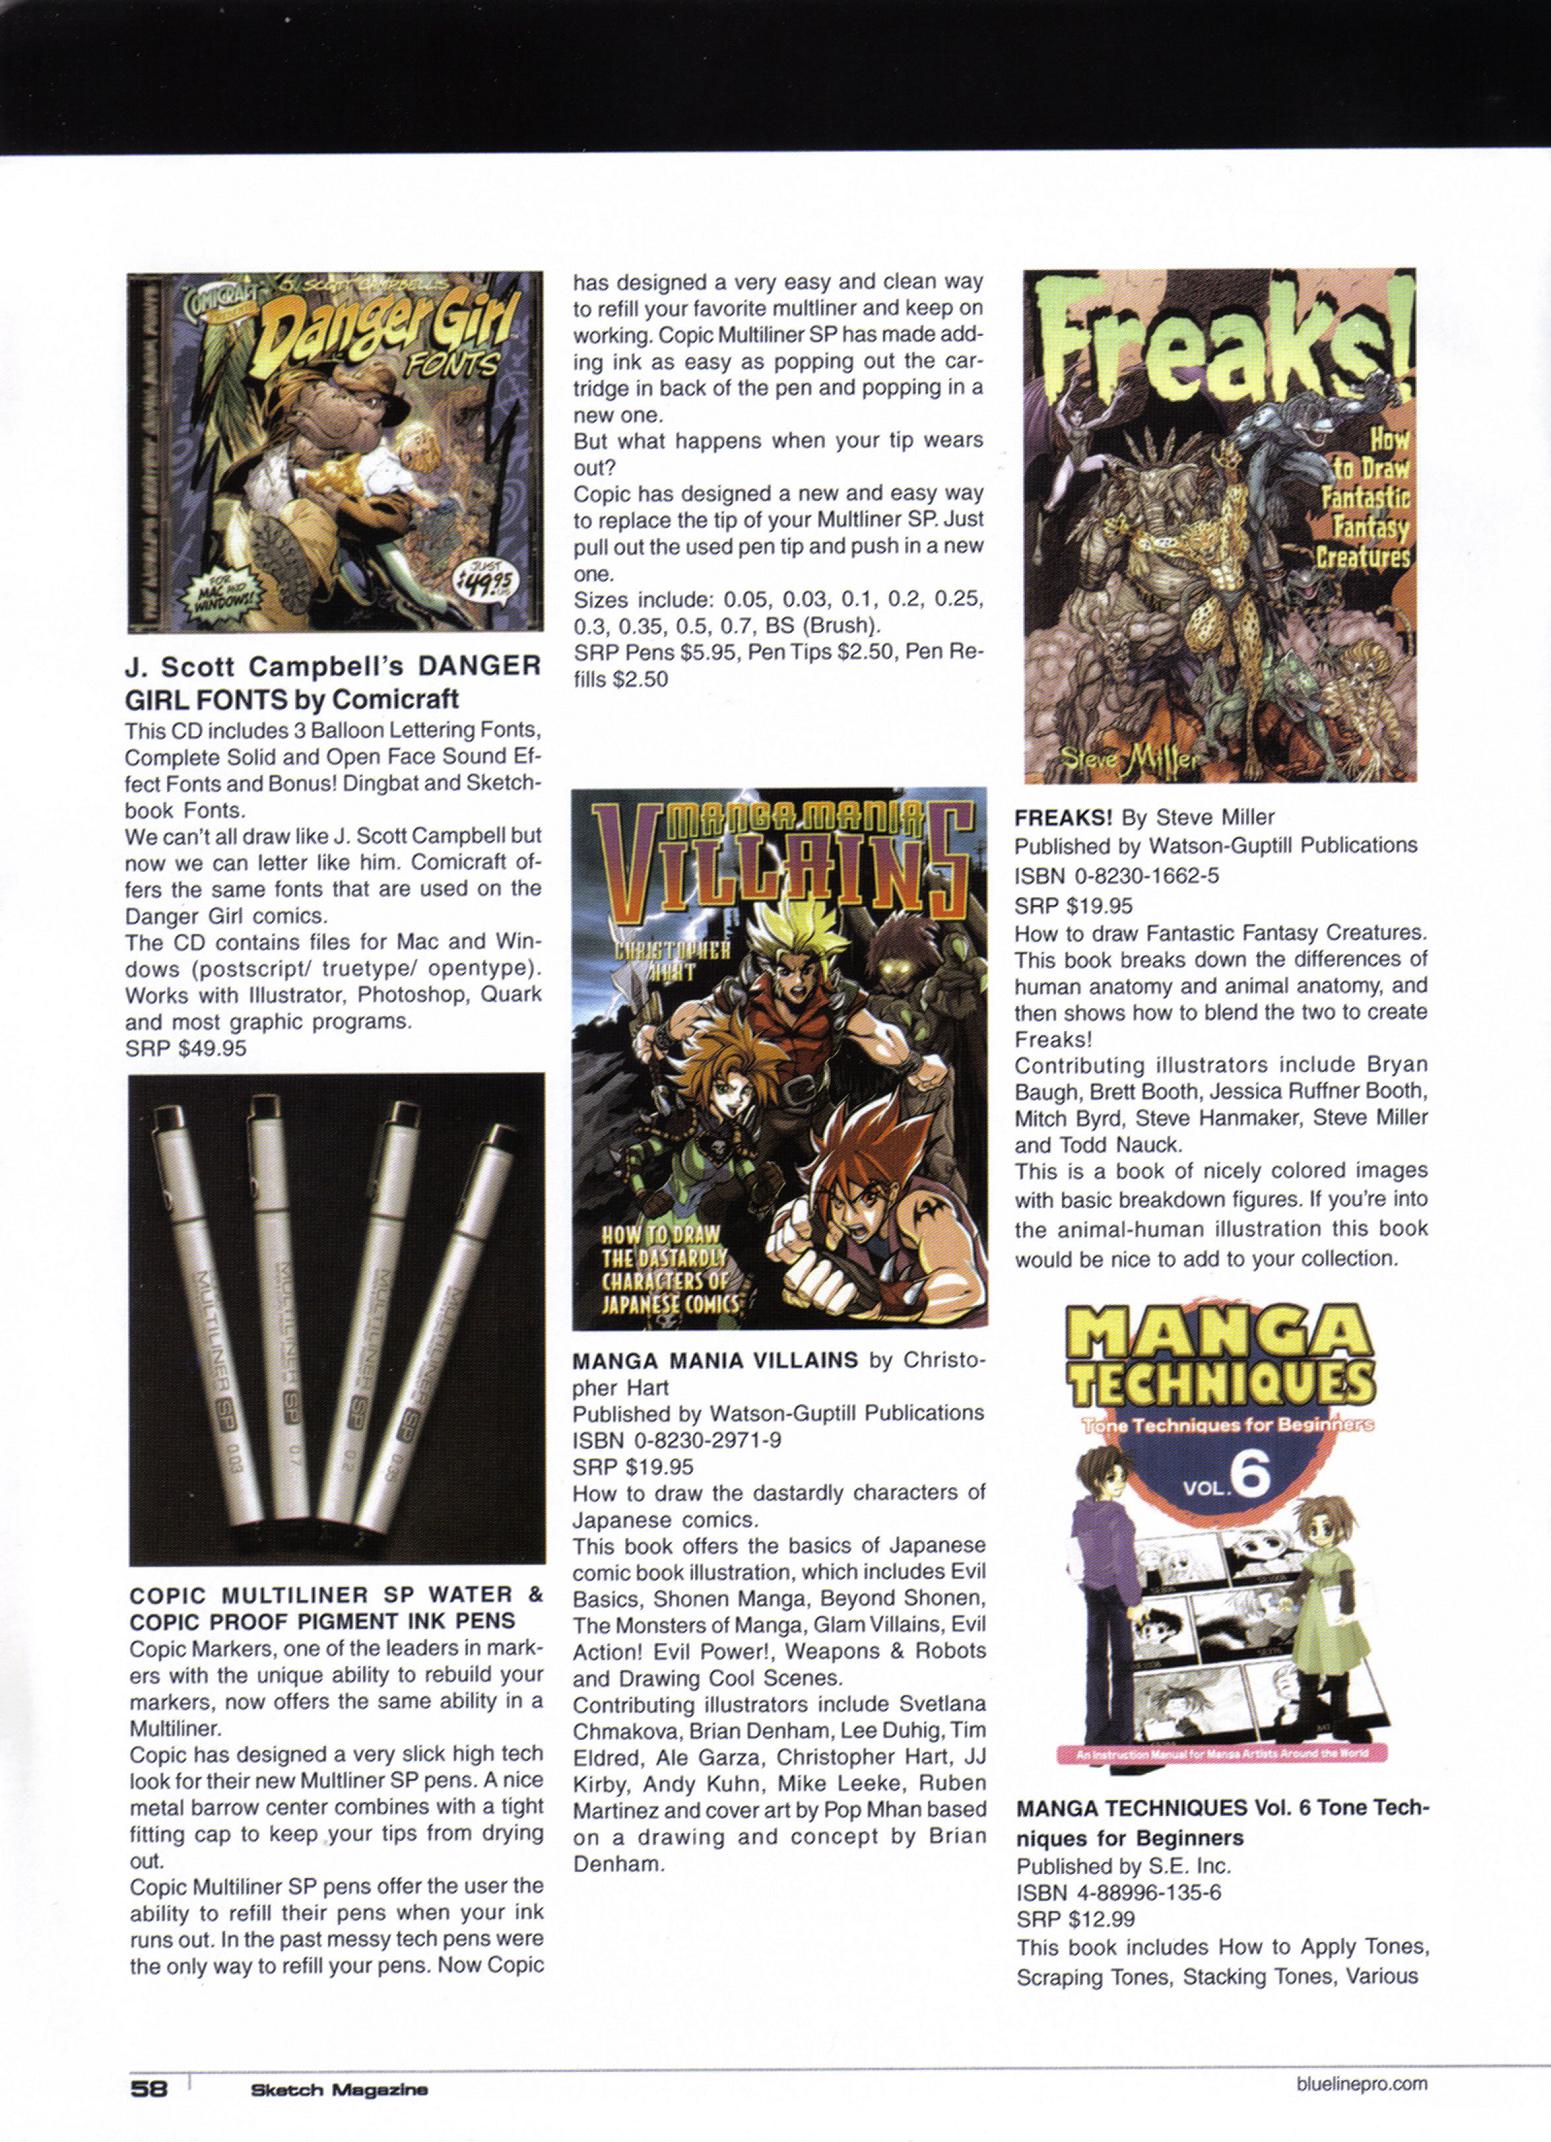 COMICRAFT
PRESENTS
J. SCOTT CAMPBELL'S
Danger Girl
FONTS
FOR
MAC AND
WINDOWS!
JUST
$49.95
J. Scott Campbell's DANGER
GIRL FONTS by Comicraft
This CD includes 3 Balloon Lettering Fonts,
Complete Solid and Open Face Sound Ef-
fect Fonts and Bonus! Dingbat and Sketch-
book Fonts.
We can't all draw like J. Scott Campbell but
now we can letter like him. Comicraft of-
fers the same fonts that are used on the
Danger Girl comics.
The CD contains files for Mac and Win-
dows (postscript/ truetype/ opentype).
Works with Illustrator, Photoshop, Quark
and most graphic programs.
SRP $49.95
MULTILINER SP 0.03
MULTILINER SP 0.7
MULTILINER SP 0.2
MULTILINER SP 0.05
COPIC MULTILINER SP WATER &
COPIC PROOF PIGMENT INK PENS
Copic Markers, one of the leaders in mark-
ers with the unique ability to rebuild your
markers, now offers the same ability in a
Multiliner.
Copic has designed a very slick high tech
look for their new Multliner SP pens. A nice
metal barrow center combines with a tight
fitting cap to keep your tips from drying
out.
Copic Multiliner SP pens offer the user the
ability to refill their pens when your ink
runs out. In the past messy tech pens were
the only way to refill your pens. Now Copic
has designed a very easy and clean way
to refill your favorite multliner and keep on
working. Copic Multiliner SP has made add-
ing ink as easy as popping out the car-
tridge in back of the pen and popping in a
new one.
But what happens when your tip wears
out?
Copic has designed a new and easy way
to replace the tip of your Multliner SP. Just
pull out the used pen tip and push in a new
one.
Sizes include: 0.05, 0.03, 0.1, 0.2, 0.25,
0.3, 0.35, 0.5, 0.7, BS (Brush).
SRP Pens $5.95, Pen Tips $2.50, Pen Re-
fills $2.50
MANGA MANIA
VILLAINS
CHRISTOPHER
HART
HOW TO DRAW
THE DASTARDLY
CHARACTERS OF
JAPANESE COMICS
MANGA MANIA VILLAINS by Christo-
pher Hart
Published by Watson-Guptill Publications
ISBN 0-8230-2971-9
SRP $19.95
How to draw the dastardly characters of
Japanese comics.
This book offers the basics of Japanese
comic book illustration, which includes Evil
Basics, Shonen Manga, Beyond Shonen,
The Monsters of Manga, Glam Villains, Evil
Action! Evil Power!, Weapons & Robots
and Drawing Cool Scenes.
Contributing illustrators include Svetlana
Chmakova, Brian Denham, Lee Duhig, Tim
Eldred, Ale Garza, Christopher Hart, JJ
Kirby, Andy Kuhn, Mike Leeke, Ruben
Martinez and cover art by Pop Mhan based
on a drawing and concept by Brian
Denham.
Freaks!
How
to Draw
Fantastic
Fantasy
Creatures
Steve Miller
FREAKS! By Steve Miller
Published by Watson-Guptill Publications
ISBN 0-8230-1662-5
SRP $19.95
How to draw Fantastic Fantasy Creatures.
This book breaks down the differences of
human anatomy and animal anatomy, and
then shows how to blend the two to create
Freaks!
Contributing illustrators include Bryan
Baugh, Brett Booth, Jessica Ruffner Booth,
Mitch Byrd, Steve Hanmaker, Steve Miller
and Todd Nauck.
This is a book of nicely colored images
with basic breakdown figures. If you're into
the animal-human illustration this book
would be nice to add to your collection.
MANGA
TECHNIQUES
Tone Techniques for Beginners
VOL.6
An Instruction Manual for Manga Artists Around the World
MANGA TECHNIQUES Vol. 6 Tone Tech-
niques for Beginners
Published by S.E. Inc.
ISBN 4-88996-135-6
SRP $12.99
This book includes How to Apply Tones,
Scraping Tones, Stacking Tones, Various
58 Sketch Magazine
bluelinepro.com